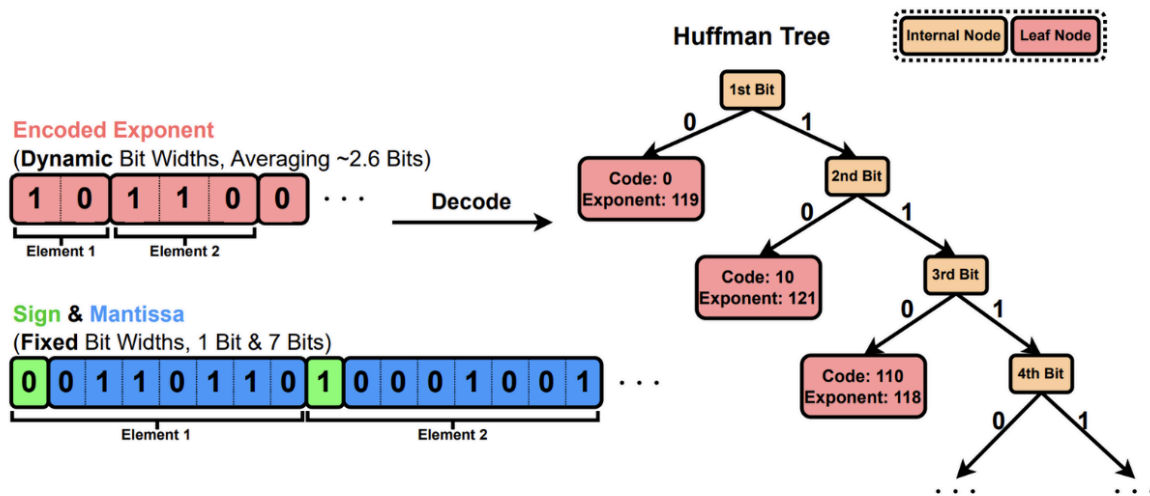 Huffman Tree
Internal Node
Leaf Node
1st Bit
0
1
Encoded Exponent
(Dynamic Bit Widths, Averaging ~2.6 Bits)
1 0 1 1 0 0 · · ·
Element 1
Element 2
Decode
Code: 0
Exponent: 119
2nd Bit
0
1
Code: 10
Exponent: 121
3rd Bit
0
1
Sign & Mantissa
(Fixed Bit Widths, 1 Bit & 7 Bits)
0 0 1 1 0 1 1 0 1 0 0 0 1 0 0 1 · · ·
Element 1
Element 2
Code: 110
Exponent: 118
4th Bit
0
1
· · ·
· · ·